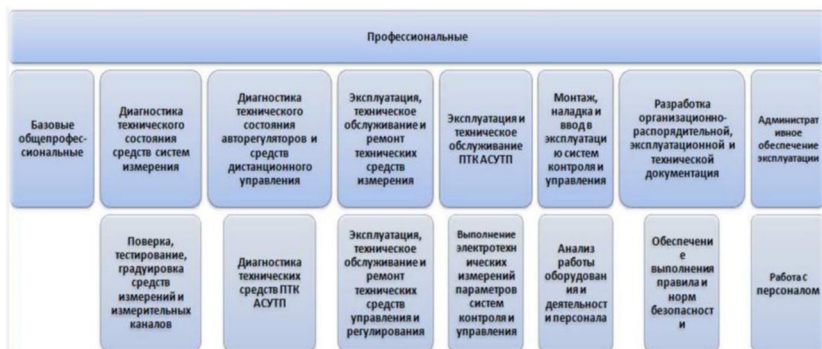 Профессиональные
Базовые
общепрофес-
сиональные
Диагностика
технического
состояния
средств систем
измерения
Диагностика
технического
состояния
авторегуляторов и
средств
дистанционного
управления
Эксплуатация,
техническое
обслуживание и
ремонт
технических
средств
измерения
Эксплуатация и
техническое
обслуживание
ПТК АСУТП
Монтаж,
наладка и
ввод в
эксплуатац
ию систем
контроля и
управления
Разработка
организационно-
распорядительной,
эксплуатационной и
технической
документация
Администрат
ивное
обеспечение
эксплуатации
Поверка,
тестирование,
градуировка
средств
измерений и
измерительных
каналов
Диагностика
технических
средств ПТК
АСУТП
Эксплуатация,
техническое
обслуживание и
ремонт
технических
средств
управления и
регулирования
Выполнение
электротехн
ических
измерений
параметров
систем
контроля и
управления
Анализ
работы
оборудован
ия и
деятельност
и персонала
Обеспечени
е
выполнения
правила и
норм
безопасност
и
Работа с
персоналом